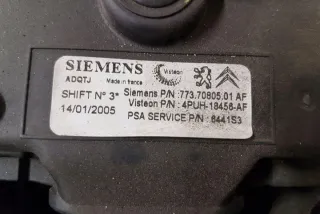 SIEMENS Visteon
ADQTJ Made in france
SHIFT N° 3* Siemens P/N :773.70805.01 AF
14/01/2005 Visteon P/N :4PUH-18456-AF
PSA SERVICE P/N : 6441S3